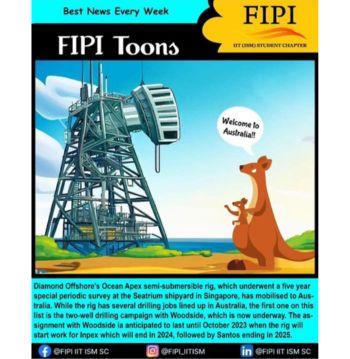 Best News Every Week
FIPI
IIT (ISM) STUDENT CHAPTER
FIPI Toons
Welcome to
Australia!!
Diamond Offshore's Ocean Apex semi-submersible rig, which underwent a five year
special periodic survey at the Seatrium shipyard in Singapore, has mobilised to Aus-
tralia. While the rig has several drilling jobs lined up in Australia, the first one on this
list is the two-well drilling campaign with Woodside, which is now underway. The as-
signment with Woodside ia anticipated to last until October 2023 when the rig will
start work for Inpex which will end in 2024, followed by Santos ending in 2025.
@FIPI IIT ISM SC @FIPI_IITISM @FIPI IIT ISM SC